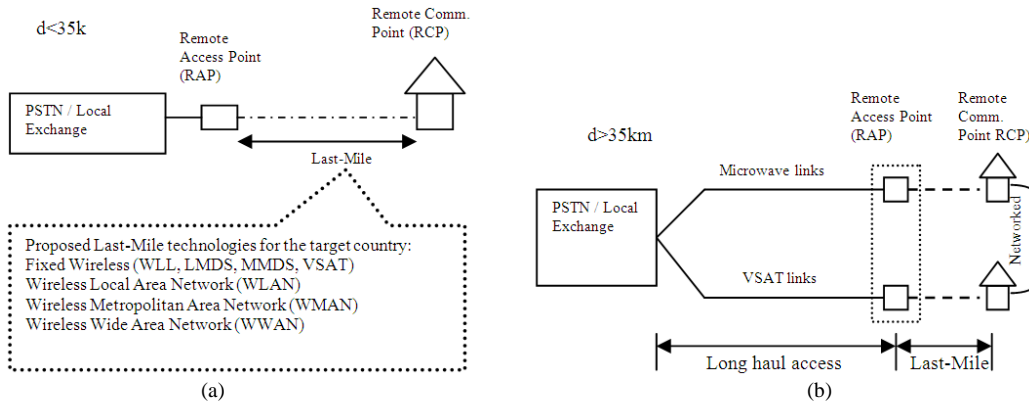 d<35k
Remote
Access Point
(RAP)
Remote Comm.
Point (RCP)
PSTN / Local
Exchange
Last-Mile
Proposed Last-Mile technologies for the target country:
Fixed Wireless (WLL, LMDS, MMDS, VSAT)
Wireless Local Area Network (WLAN)
Wireless Metropolitan Area Network (WMAN)
Wireless Wide Area Network (WWAN)
(a)
d>35km
Remote
Access Point
(RAP)
Remote
Comm.
Point RCP)
Microwave links
PSTN / Local
Exchange
Networked
VSAT links
Long haul access
Last-Mile
(b)